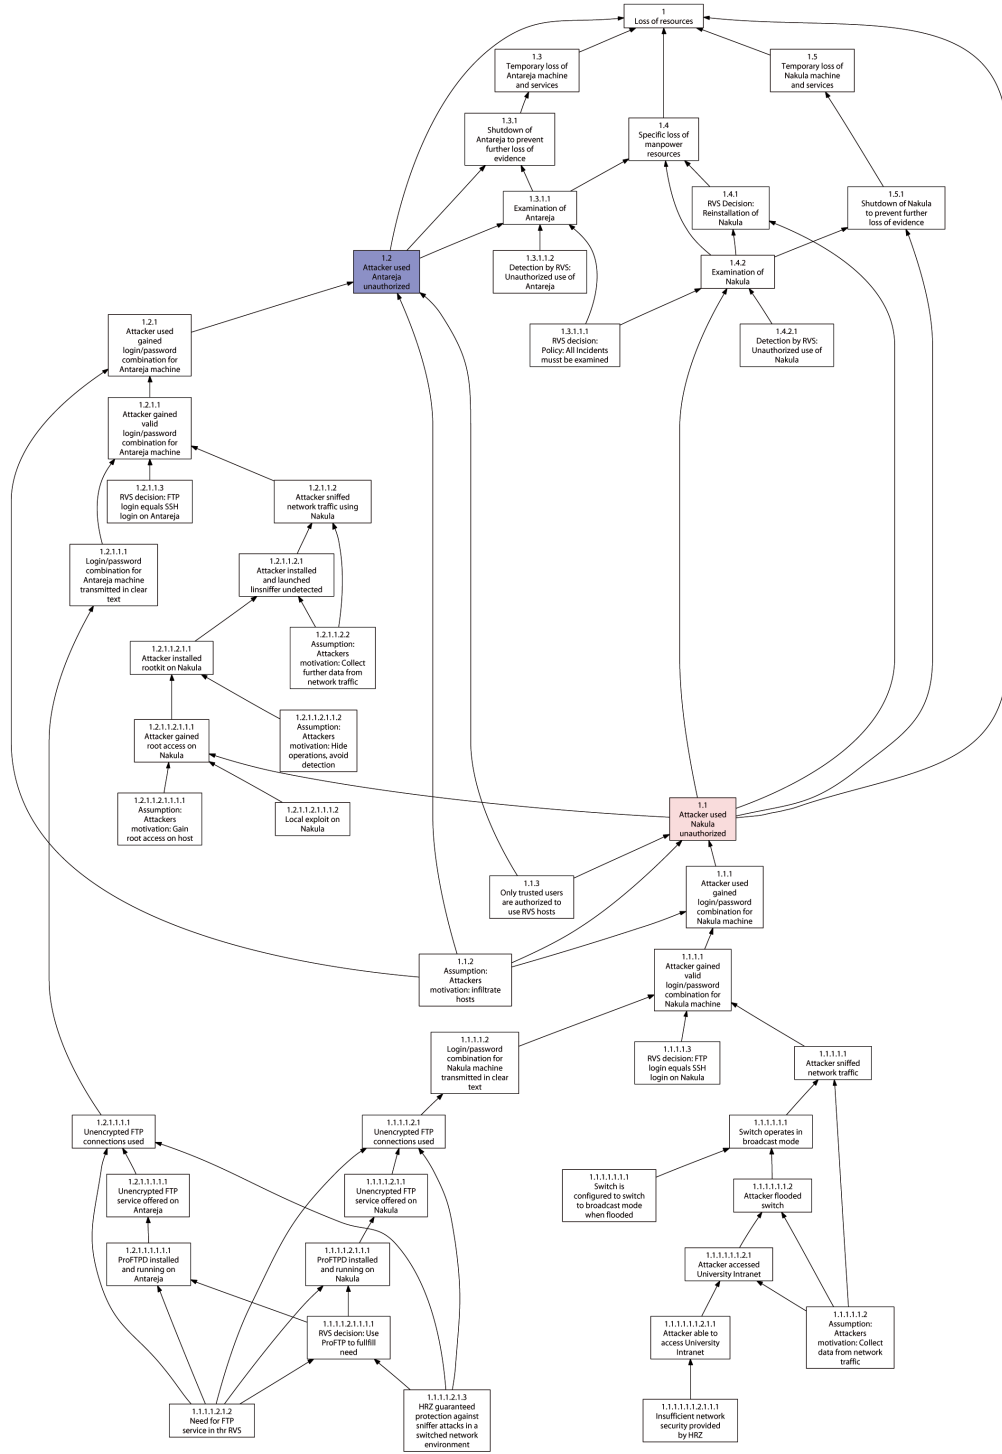 1
Loss of resources
1.3
Temporary loss of
Antareja machine
and services
1.5
Temporary loss of
Nakula machine
and services
1.3.1
Shutdown of
Antareja to prevent
further loss of
evidence
1.4
Specific loss of
manpower
resources
1.3.1.1
Examination of
Antareja
1.4.1
RVS Decision:
Reinstallation of
Nakula
1.5.1
Shutdown of Nakula
to prevent further
loss of evidence
1.2
Attacker used
Antareja
unauthorized
1.3.1.1.2
Detection by RVS:
Unauthorized use of
Antareja
1.4.2
Examination of
Nakula
1.2.1
Attacker used
gained
login/password
combination for
Antareja machine
1.3.1.1.1
RVS decision:
Policy: All Incidents
musst be examined
1.4.2.1
Detection by RVS:
Unauthorized use of
Nakula
1.2.1.1
Attacker gained
valid
login/password
combination for
Antareja machine
1.2.1.1.3
RVS decision: FTP
login equals SSH
login on Antareja
1.2.1.1.2
Attacker sniffed
network traffic using
Nakula
1.2.1.1.1
Login/password
combination for
Antareja machine
transmitted in clear
text
1.2.1.1.2.1
Attacker installed
and launched
linsniffer undetected
1.2.1.1.2.2
Assumption:
Attackers
motivation: Collect
further data from
network traffic
1.2.1.1.2.1.1
Attacker installed
rootkit on Nakula
1.2.1.1.2.1.1.1
Attacker gained
root access on
Nakula
1.2.1.1.2.1.1.2
Assumption:
Attackers
motivation: Hide
operations, avoid
detection
1.2.1.1.2.1.1.1.1
Assumption:
Attackers
motivation: Gain
root access on host
1.2.1.1.2.1.1.1.2
Local exploit on
Nakula
1.1
Attacker used
Nakula
unauthorized
1.1.3
Only trusted users
are authorized to
use RVS hosts
1.1.1
Attacker used
gained
login/password
combination for
Nakula machine
1.1.2
Assumption:
Attackers
motivation: infiltrate
hosts
1.1.1.1
Attacker gained
valid
login/password
combination for
Nakula machine
1.1.1.1.2
Login/password
combination for
Nakula machine
transmitted in clear
text
1.1.1.1.3
RVS decision: FTP
login equals SSH
login on Nakula
1.1.1.1.1
Attacker sniffed
network traffic
1.2.1.1.1.1
Unencrypted FTP
connections used
1.1.1.1.2.1
Unencrypted FTP
connections used
1.1.1.1.1.1
Switch operates in
broadcast mode
1.2.1.1.1.1.1
Unencrypted FTP
service offered on
Antareja
1.1.1.1.2.1.1
Unencrypted FTP
service offered on
Nakula
1.1.1.1.1.1.1
Switch is
configured to switch
to broadcast mode
when flooded
1.1.1.1.1.1.2
Attacker flooded
switch
1.2.1.1.1.1.1.1
ProFTPD installed
and running on
Antareja
1.1.1.1.2.1.1.1
ProFTPD installed
and running on
Nakula
1.1.1.1.1.1.2.1
Attacker accessed
University Intranet
1.1.1.1.2.1.1.1.1
RVS decision: Use
ProFTP to fullfill
need
1.1.1.1.1.1.2.1.1
Attacker able to
access University
Intranet
1.1.1.1.1.2
Assumption:
Attackers
motivation: Collect
data from network
traffic
1.1.1.1.2.1.2
Need for FTP
service in thr RVS
1.1.1.1.2.1.3
HRZ guaranteed
protection against
sniffer attacks in a
switched network
environment
1.1.1.1.1.1.2.1.1.1
Insufficient network
security provided
by HRZ